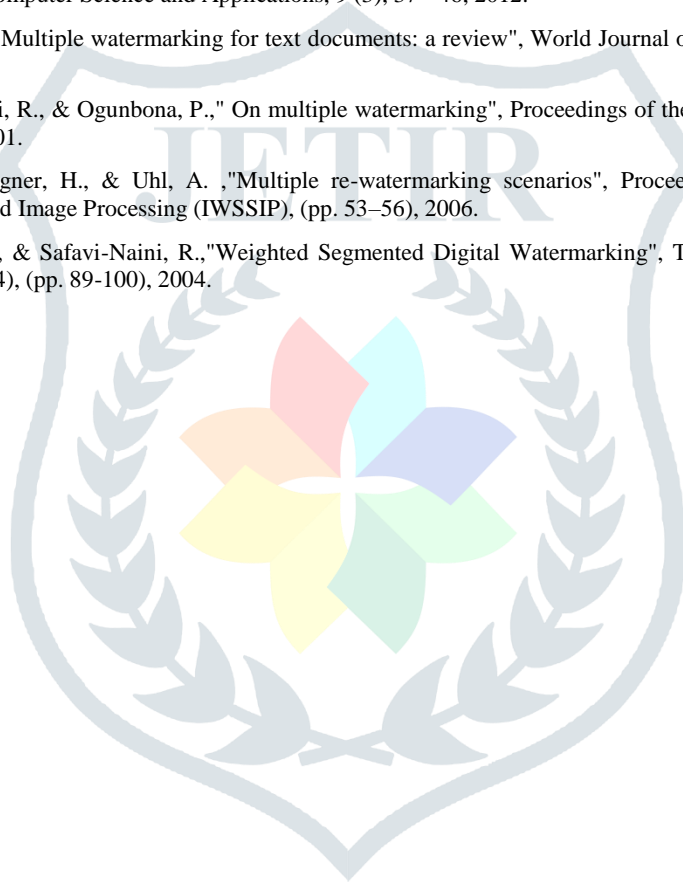 omputer Science and Applications, 9 (3), 37 – 46, 2012.
Multiple watermarking for text documents: a review", World Journal o
i, R., & Ogunbona, P.," On multiple watermarking", Proceedings of the
01.
gner, H., & Uhl, A. ,"Multiple re-watermarking scenarios", Procee
d Image Processing (IWSSIP), (pp. 53–56), 2006.
JETIR
, & Safavi-Naini, R.,"Weighted Segmented Digital Watermarking", T
4), (pp. 89-100), 2004.